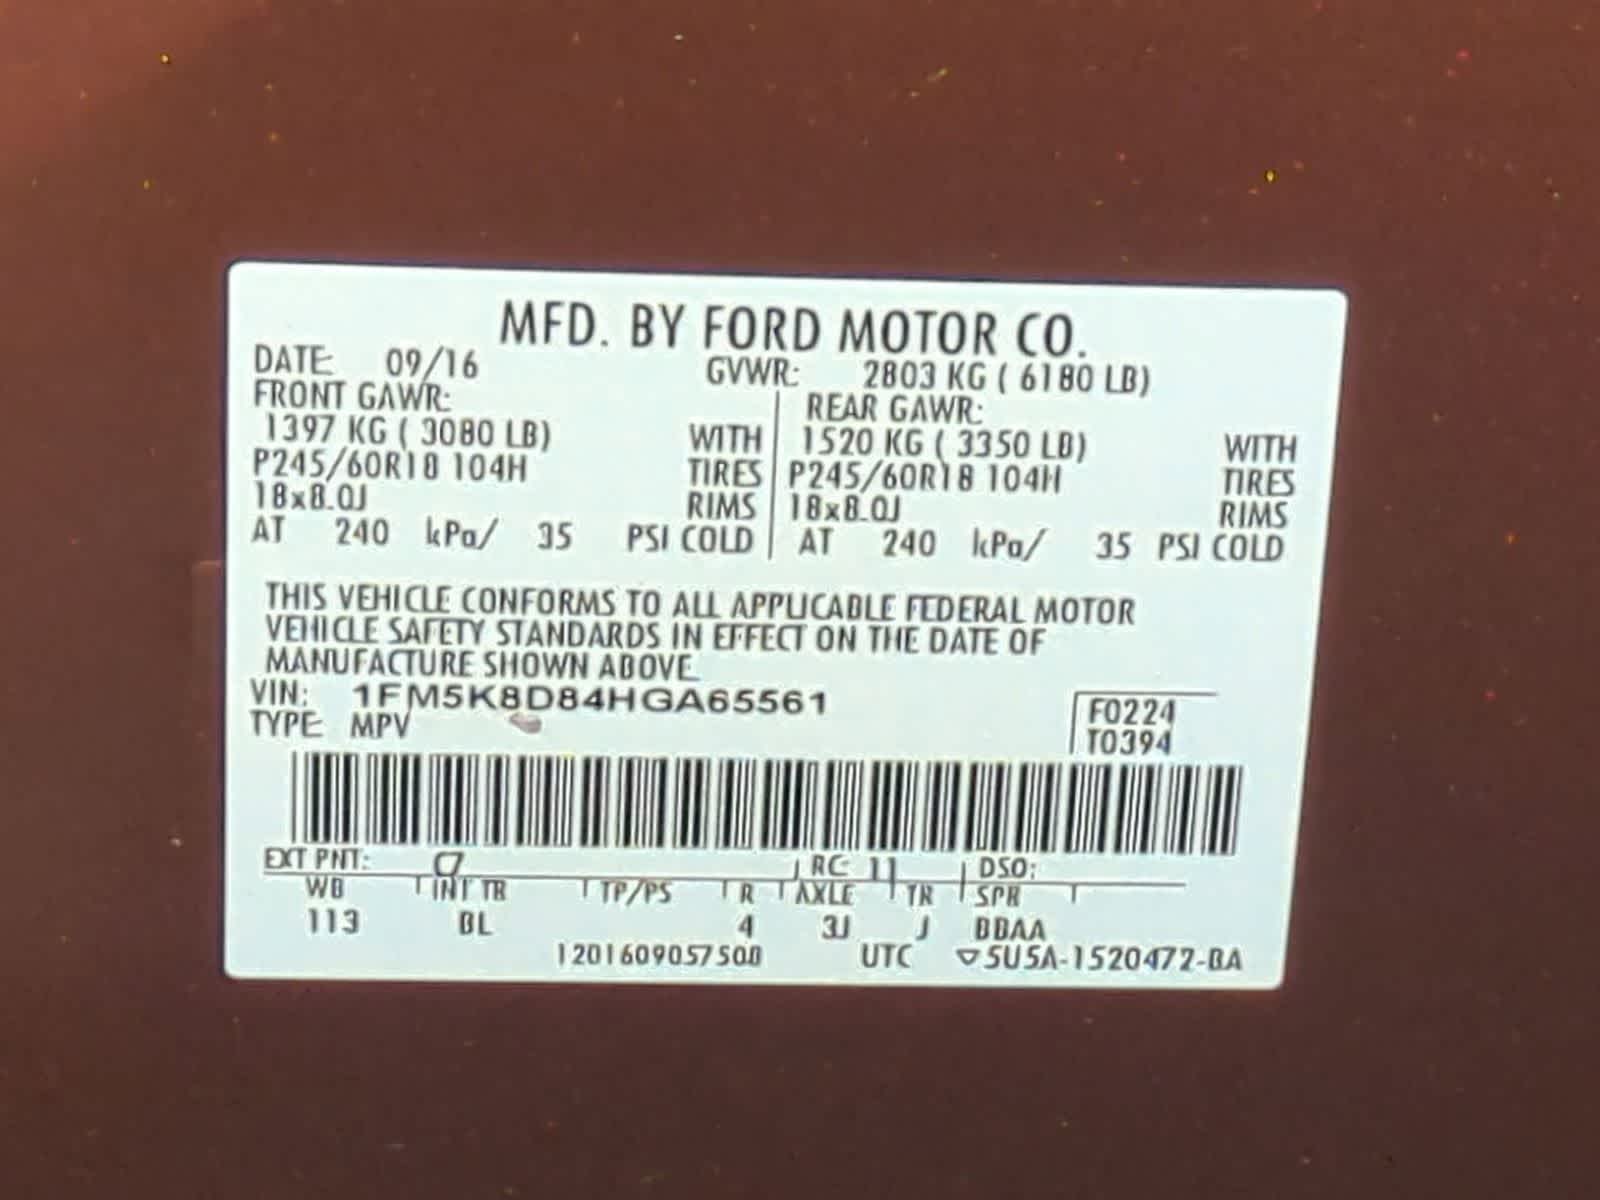 MFD. BY FORD MOTOR CO.
DATE 09/16 GVWR: 2803 KG ( 6180 LB)
FRONT GAWR: REAR GAWR:
1397 KG ( 3080 LB) WITH 1520 KG ( 3350 LB) WITH
P245/60R18 104H TIRES P245/60R18 104H TIRES
18x8.0J RIMS 18x8.0J RIMS
AT 240 kPa/ 35 PSI COLD AT 240 kPa/ 35 PSI COLD
THIS VEHICLE CONFORMS TO ALL APPLICABLE FEDERAL MOTOR
VEHICLE SAFETY STANDARDS IN EFFECT ON THE DATE OF
MANUFACTURE SHOWN ABOVE
VIN: 1FM5K8D84HGA65561
TYPE MPV
F0224
T0394
EXT PNT: RC: 11 DSO:
WB INT TR TP/PS R AXLE TR SPR
113 BL 4 3J J BBAA
1201609057500 UTC ▽5U5A-1520472-BA